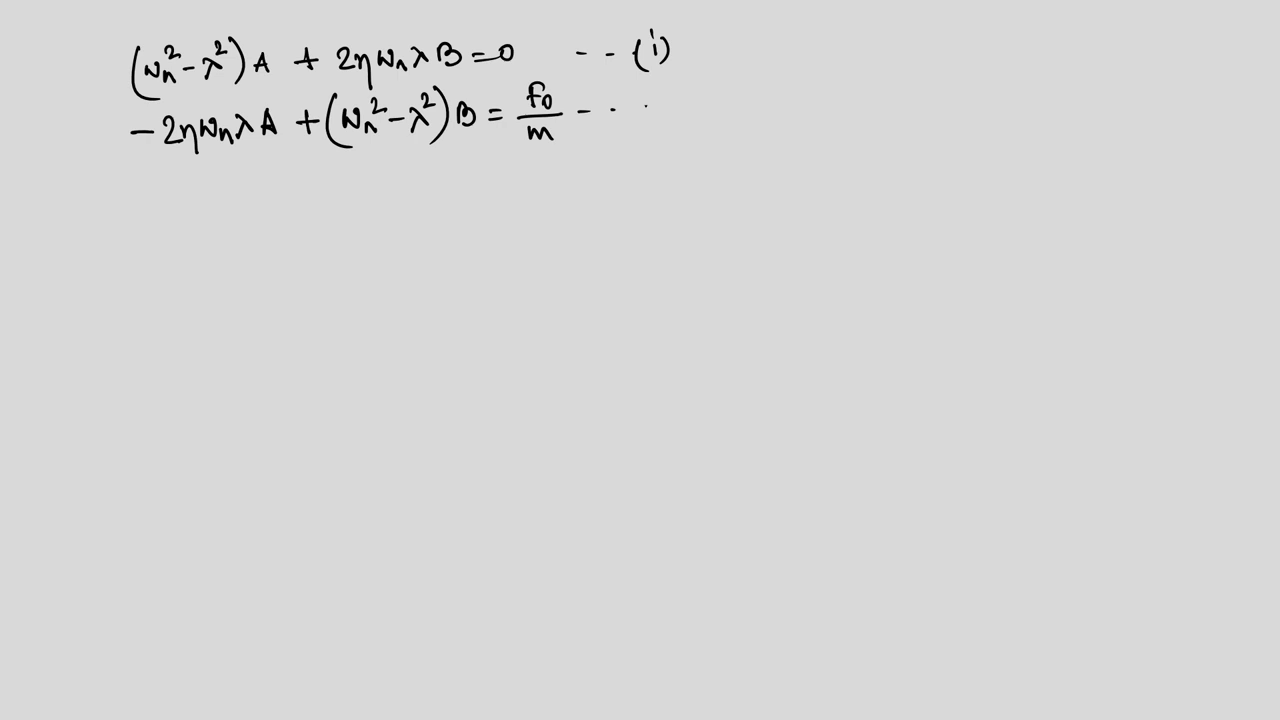 (ωₙ² − λ²) A + 2ηωₙλ B = 0 - - (i)
− 2ηωₙλ A + (ωₙ² − λ²) B = f₀/m - - ·